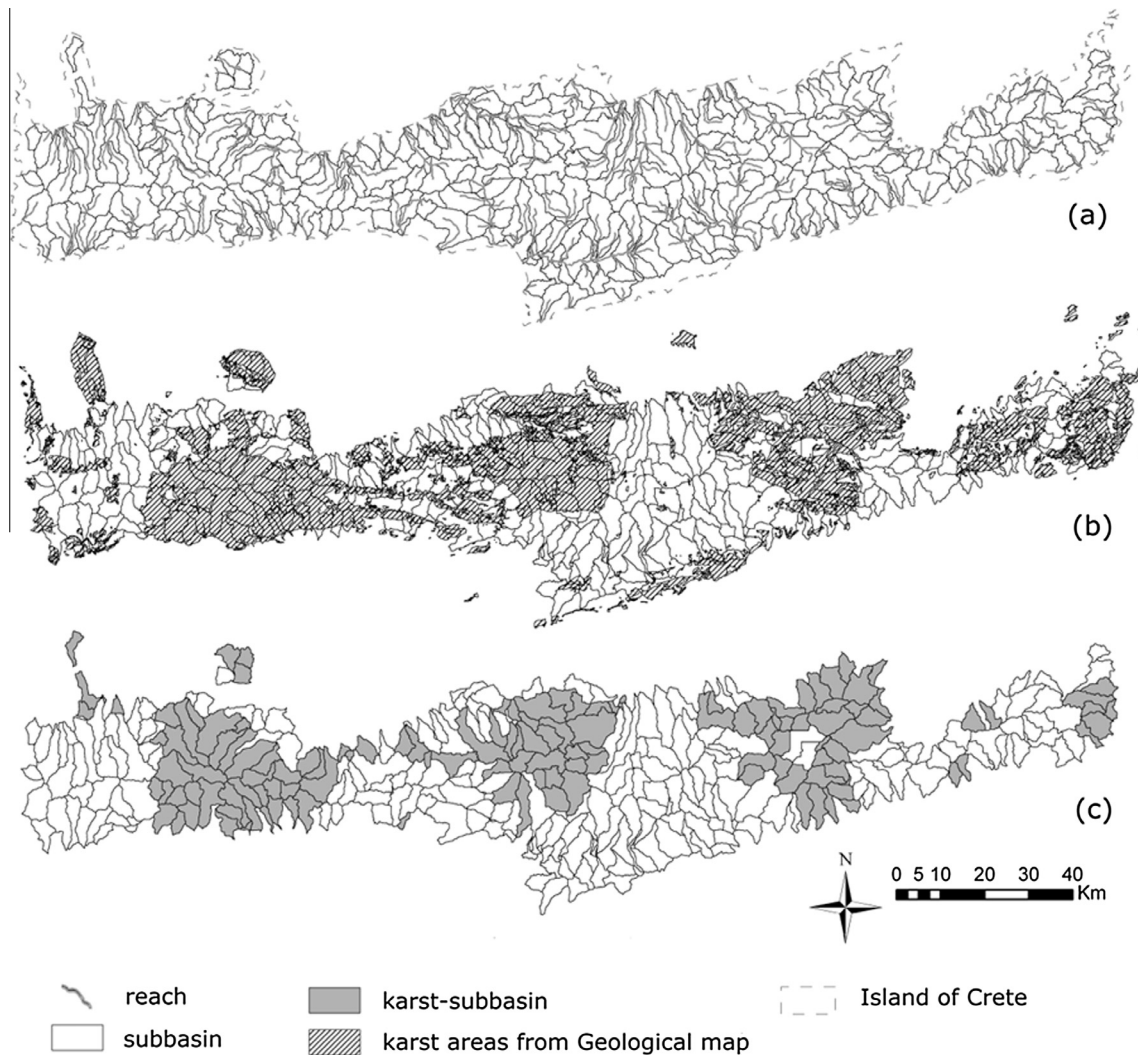 (a)
(b)
(c)
N
0 5 10 20 30 40
Km
reach
karst-subbasin
Island of Crete
subbasin
karst areas from Geological map